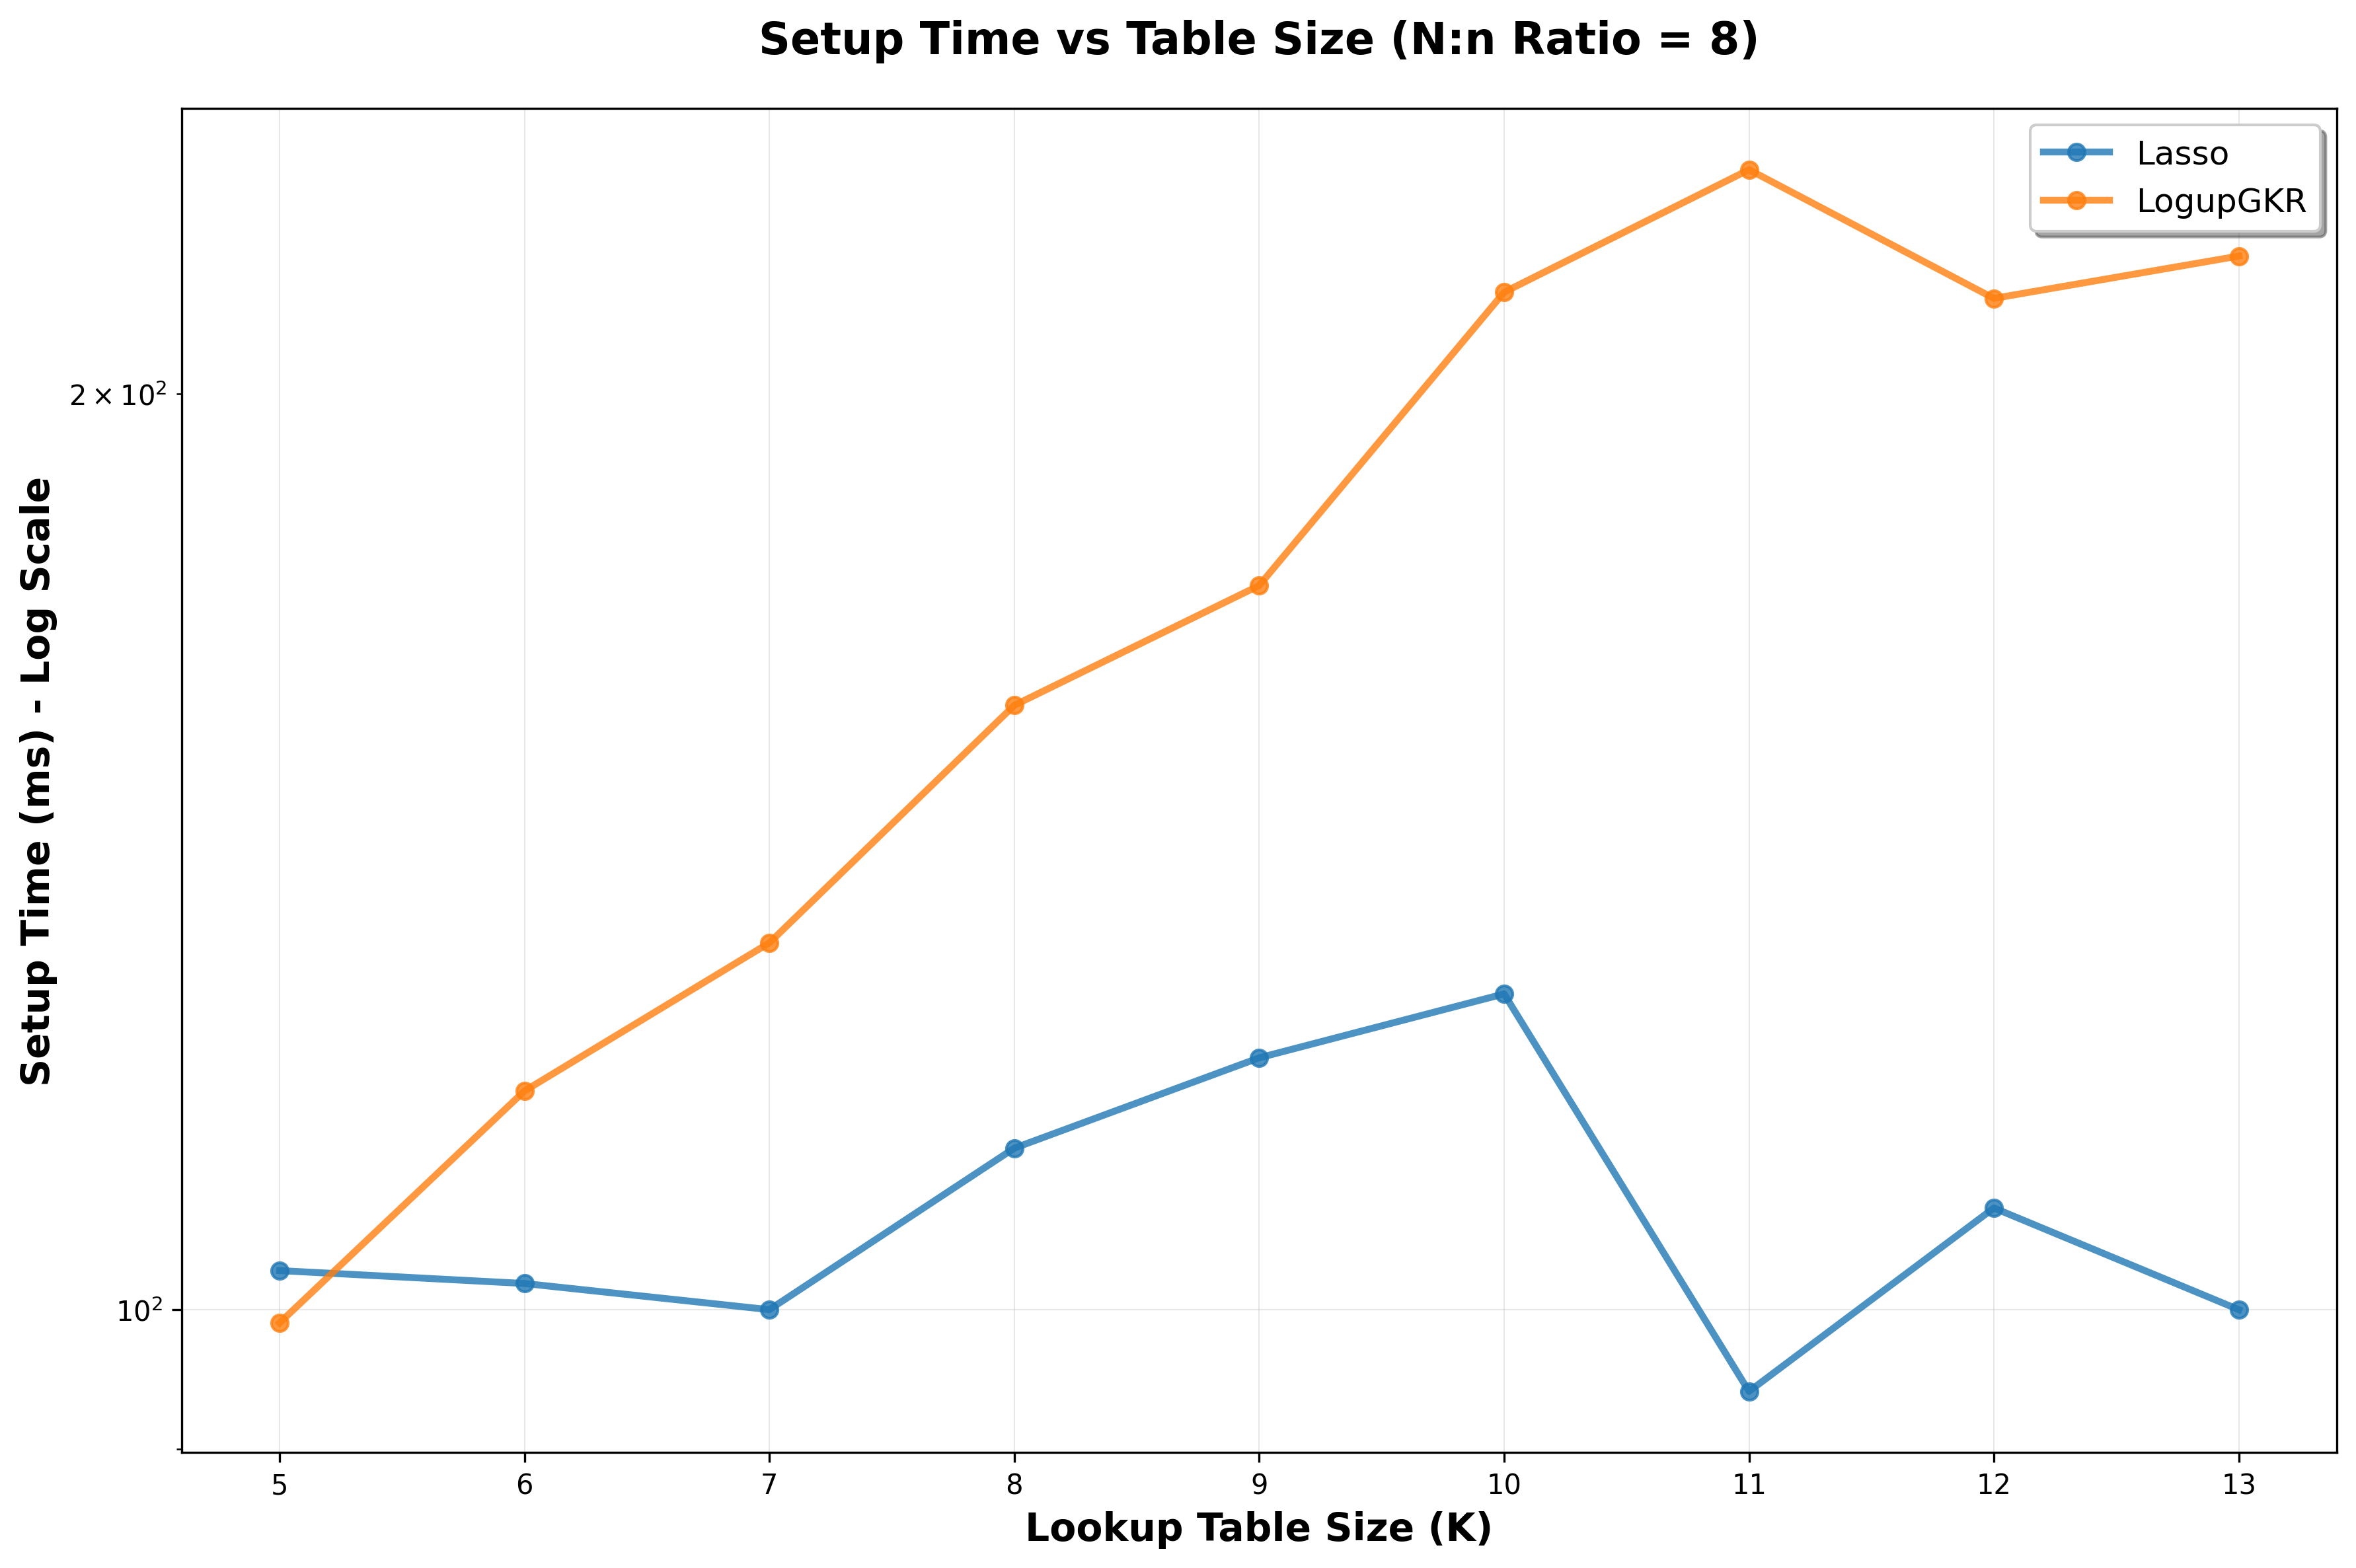 Setup Time vs Table Size (N:n Ratio = 8)
Lasso
LogupGKR
2 × 10²
10²
Setup Time (ms) - Log Scale
5 6 7 8 9 10 11 12 13
Lookup Table Size (K)